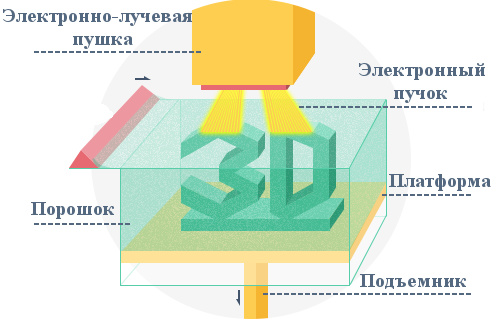 Электронно-лучевая
пушка
Электронный
пучок
Платформа
Порошок
Подъемник
3D